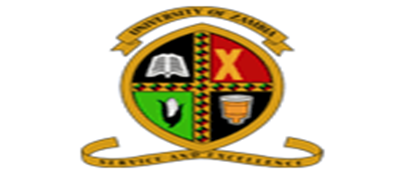 UNIVERSITY OF ZAMBIA
SERVICE AND EXCELLENCE